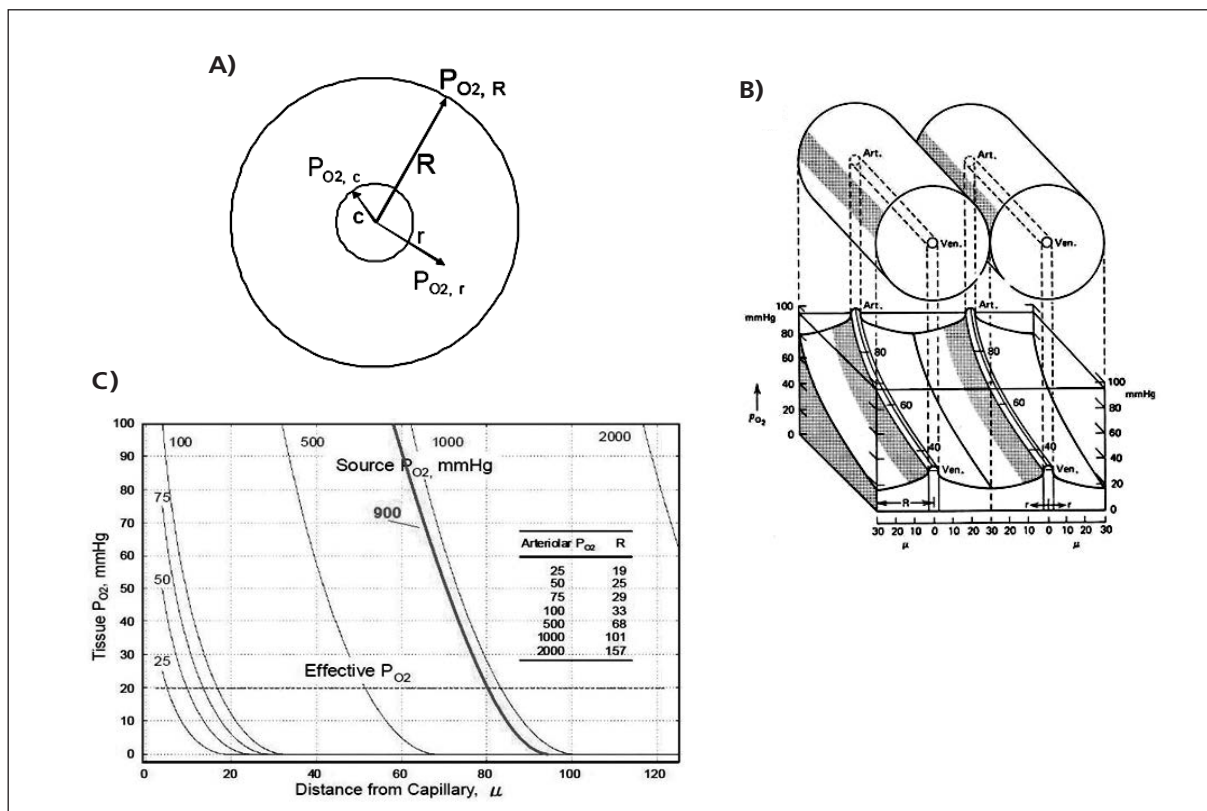 A)
P O2, R
R
P O2, c
c
r
P O2, r
B)
Art.
Art.
Ven.
Ven.
100
mmHg
80
60
40
20
0
PO2
Art.
Art.
80
80
60
60
40
40
Ven.
Ven.
100
mmHg
80
60
40
20
0
R
r
r
30 20 10 0 10 20 30 20 10 0 10 20 30
μ
μ
C)
100
90
80
70
60
50
40
30
20
10
0
Tissue PO2, mmHg
100
75
50
25
500
1000
2000
Source PO2, mmHg
900
Arteriolar PO2 R
25 19
50 25
75 29
100 33
500 68
1000 101
2000 157
Effective PO2
0 20 40 60 80 100 120
Distance from Capillary, μ